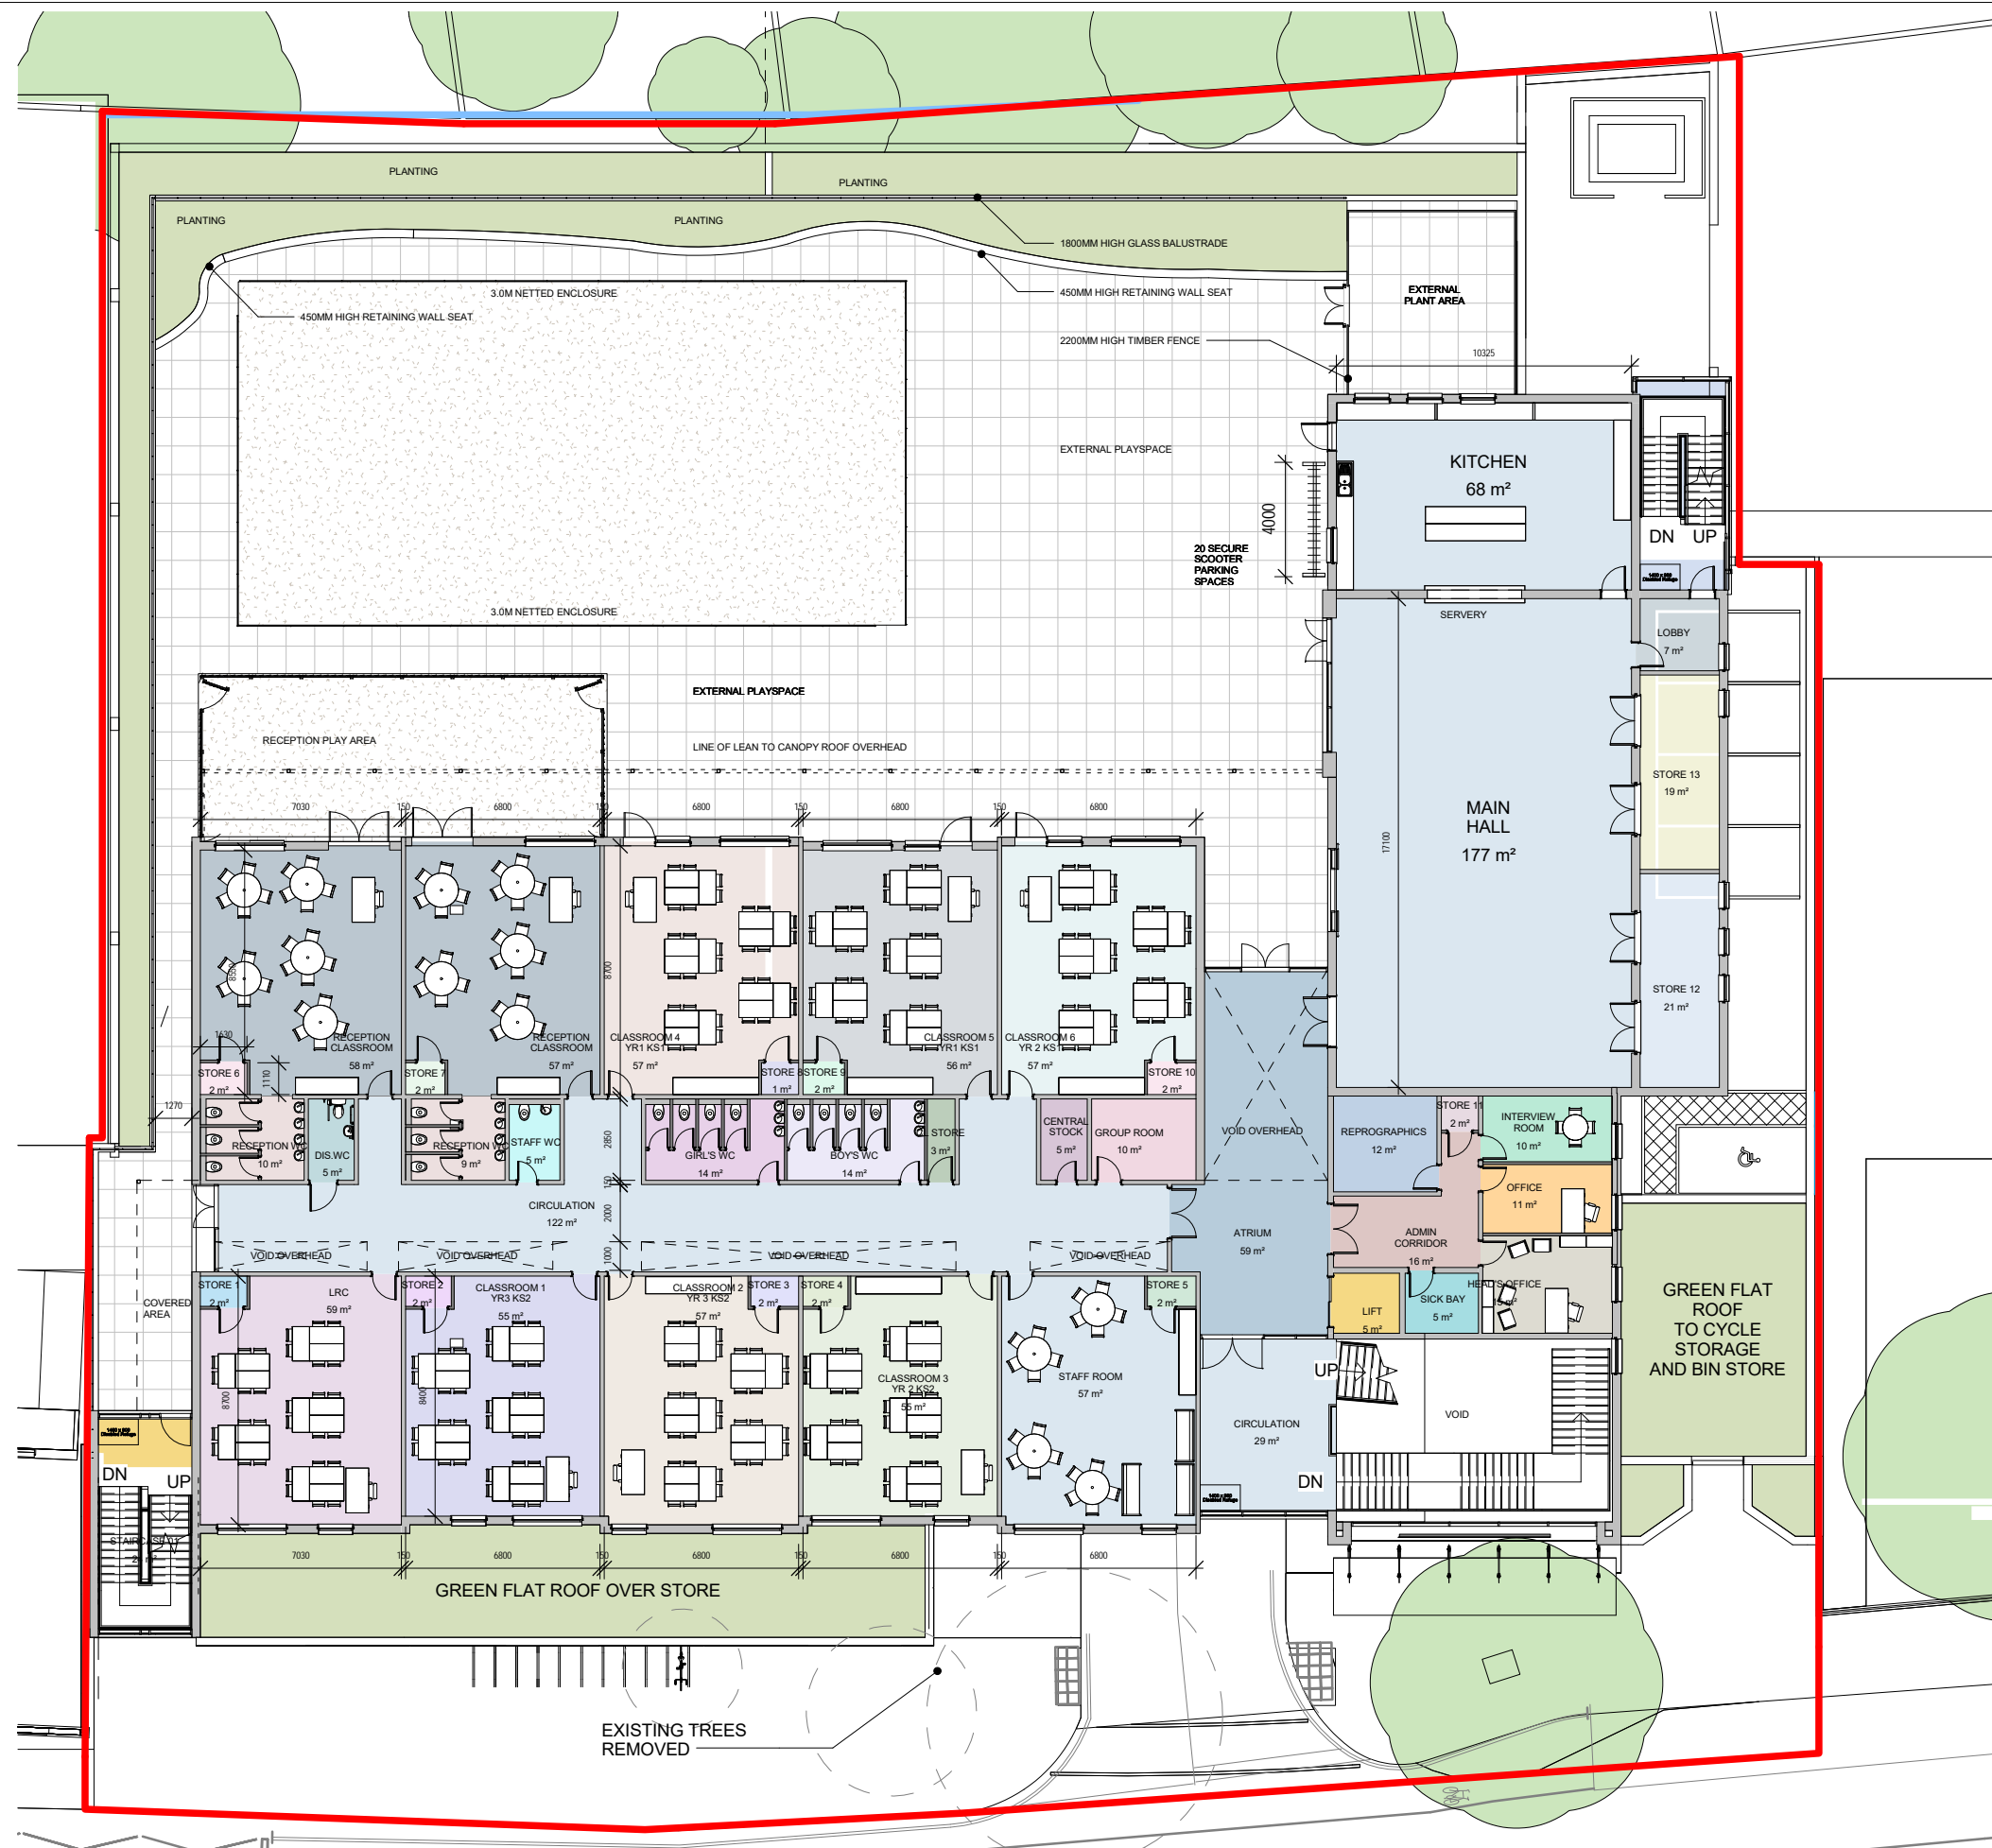 PLANTING
PLANTING
PLANTING
PLANTING
1800MM HIGH GLASS BALUSTRADE
3.0M NETTED ENCLOSURE
450MM HIGH RETAINING WALL SEAT
EXTERNAL
PLANT AREA
450MM HIGH RETAINING WALL SEAT
2200MM HIGH TIMBER FENCE
10325
EXTERNAL PLAYSPACE
KITCHEN
68 m²
4000
DN
UP
20 SECURE
SCOOTER
PARKING
SPACES
3.0M NETTED ENCLOSURE
SERVERY
LOBBY
7 m²
EXTERNAL PLAYSPACE
RECEPTION PLAY AREA
LINE OF LEAN TO CANOPY ROOF OVERHEAD
STORE 13
19 m²
7030
150
6800
150
6800
150
6800
150
6800
MAIN
HALL
177 m²
17100
8550
8700
STORE 12
21 m²
1630
RECEPTION
CLASSROOM
58 m²
RECEPTION
CLASSROOM
57 m²
CLASSROOM 4
YR1 KS1
57 m²
CLASSROOM 5
YR1 KS1
56 m²
CLASSROOM 6
YR 2 KS1
57 m²
STORE 6
2 m²
1110
STORE 7
2 m²
STORE 8
1 m²
STORE 9
2 m²
STORE 10
2 m²
1270
RECEPTION WC
10 m²
DIS.WC
5 m²
RECEPTION WC
9 m²
STAFF WC
5 m²
2850
GIRL'S WC
14 m²
BOY'S WC
14 m²
STORE
3 m²
CENTRAL
STOCK
5 m²
GROUP ROOM
10 m²
VOID OVERHEAD
REPROGRAPHICS
12 m²
STORE 11
2 m²
INTERVIEW
ROOM
10 m²
OFFICE
11 m²
150
2000
1000
CIRCULATION
122 m²
ATRIUM
59 m²
ADMIN
CORRIDOR
16 m²
VOID OVERHEAD
VOID OVERHEAD
VOID OVERHEAD
VOID OVERHEAD
COVERED
AREA
STORE 1
2 m²
LRC
59 m²
STORE 2
2 m²
CLASSROOM 1
YR3 KS2
55 m²
CLASSROOM 2
YR 3 KS2
57 m²
STORE 3
2 m²
STORE 4
2 m²
STORE 5
2 m²
LIFT
5 m²
SICK BAY
5 m²
HEAD'S OFFICE
GREEN FLAT
ROOF
TO CYCLE
STORAGE
AND BIN STORE
8700
8400
CLASSROOM 3
YR 2 KS2
55 m²
STAFF ROOM
57 m²
UP
CIRCULATION
29 m²
VOID
DN
DN
UP
STAIRCASE 01
7030
150
6800
150
6800
150
6800
150
6800
GREEN FLAT ROOF OVER STORE
EXISTING TREES
REMOVED